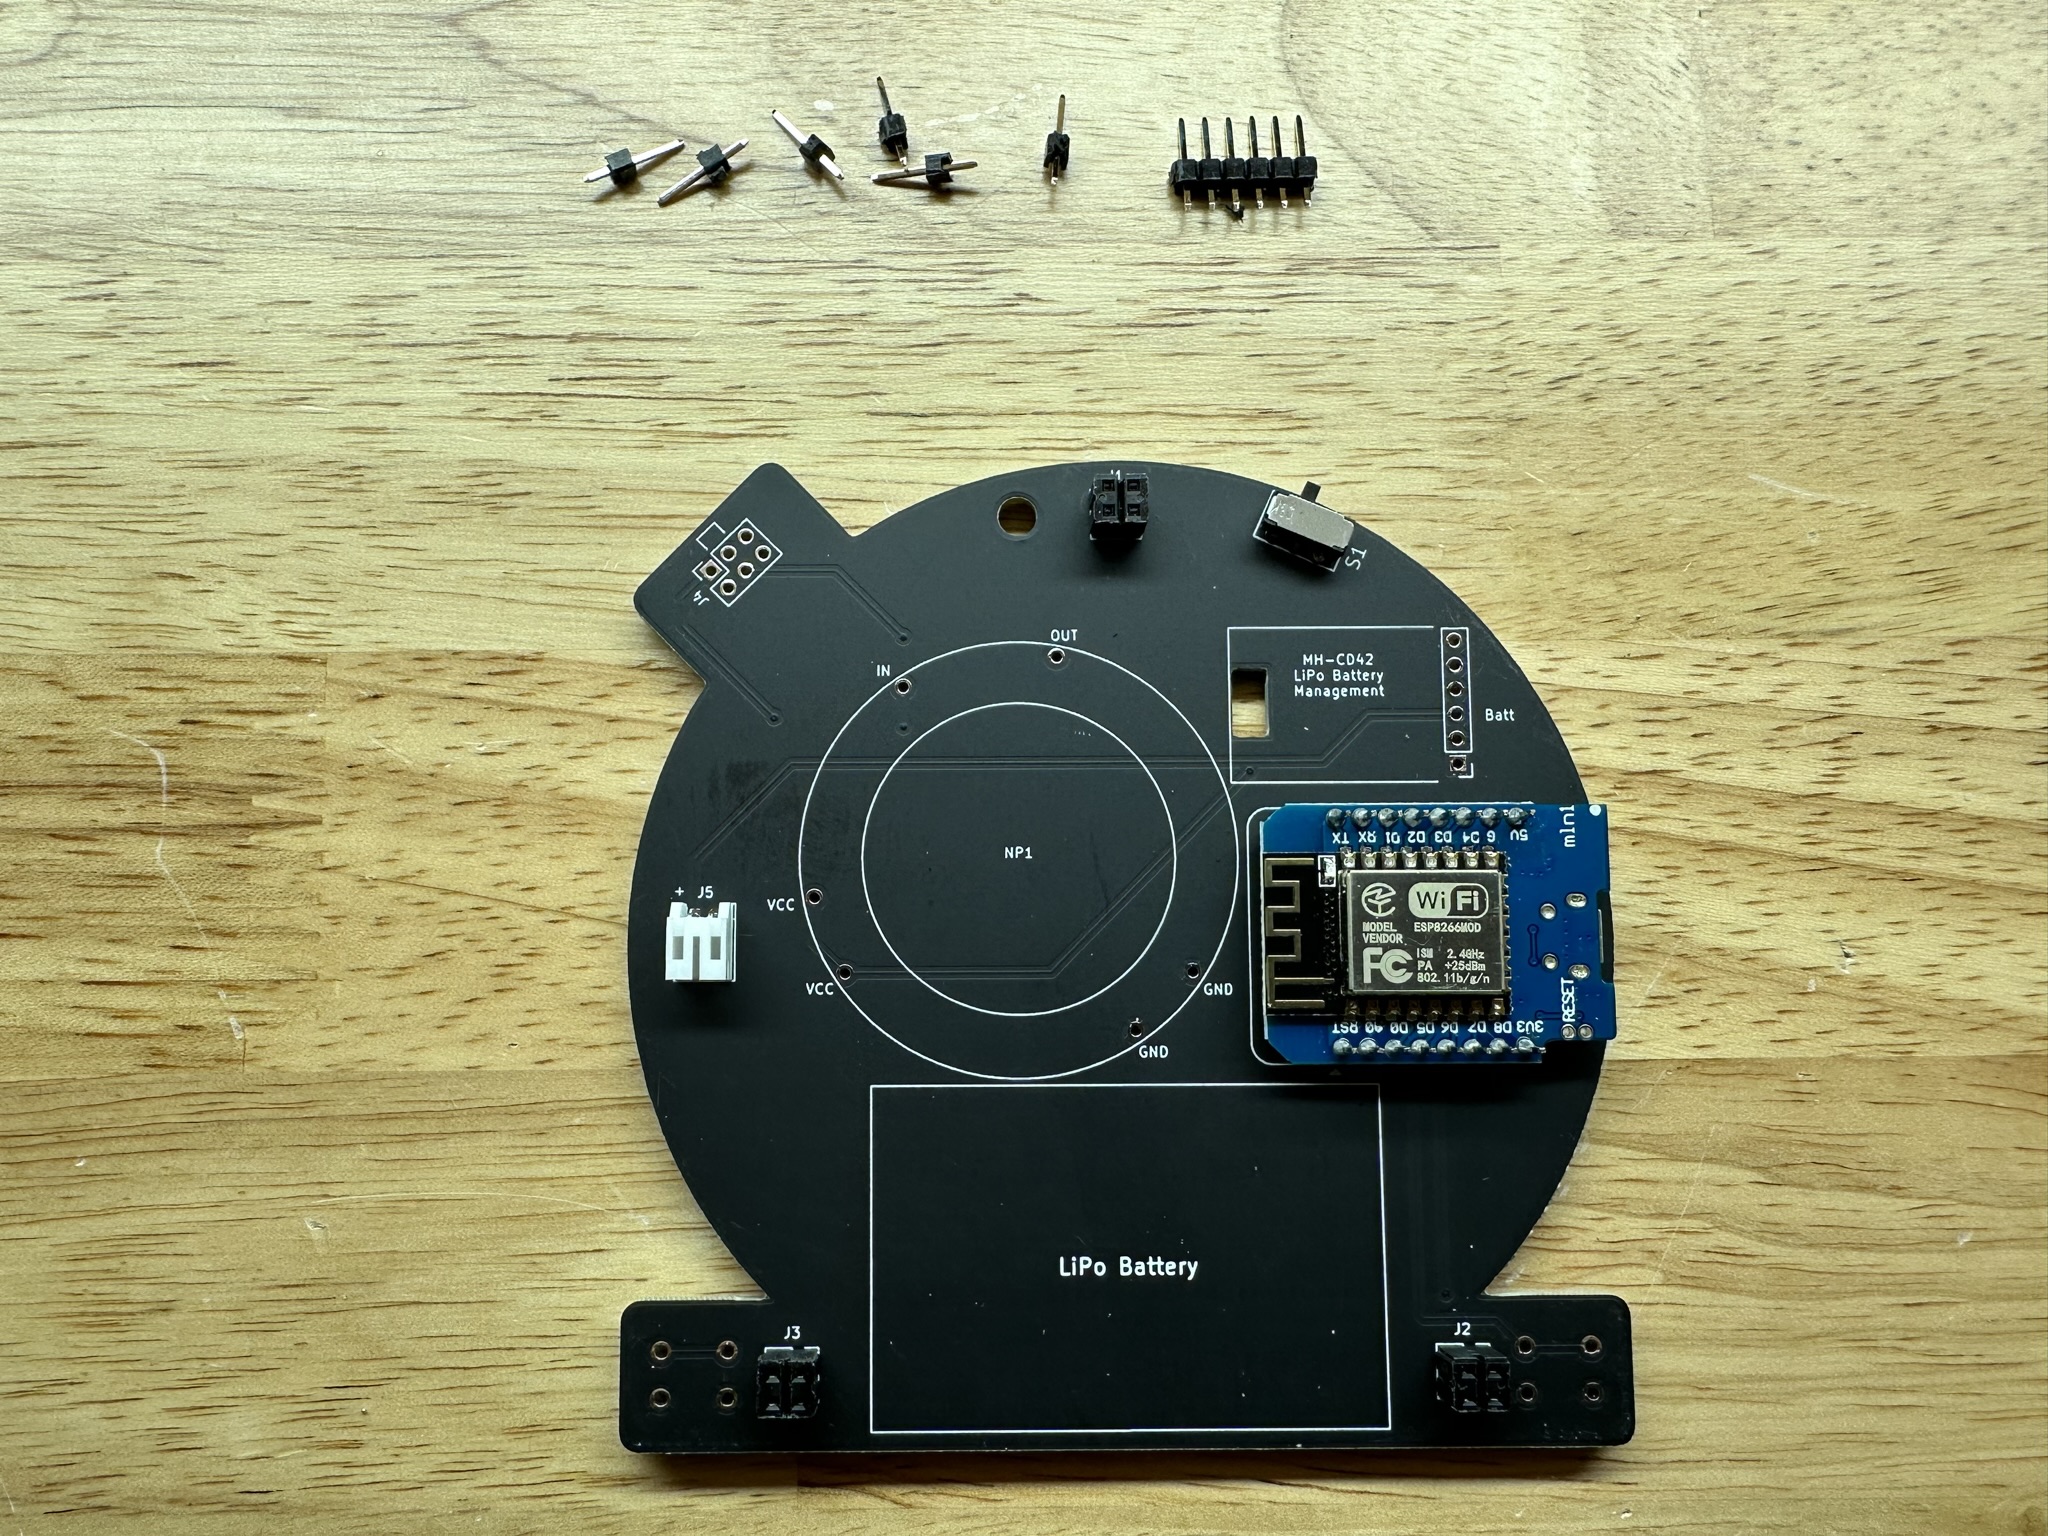 J1
S1
J4
OUT
IN
MH-CD42
LiPo Battery
Management
Batt
NP1
+ J5
VCC
VCC
GND
GND
TX RX D1 D2 D3 D4 G 5V
mini
WiFi
MODEL
VENDOR
ESP8266MOD
FC
ISM 2.4GHz
PA +25dBm
802.11b/g/n
RESET
RST A0 D0 D5 D6 D7 D8 3V3
LiPo Battery
J3
J2